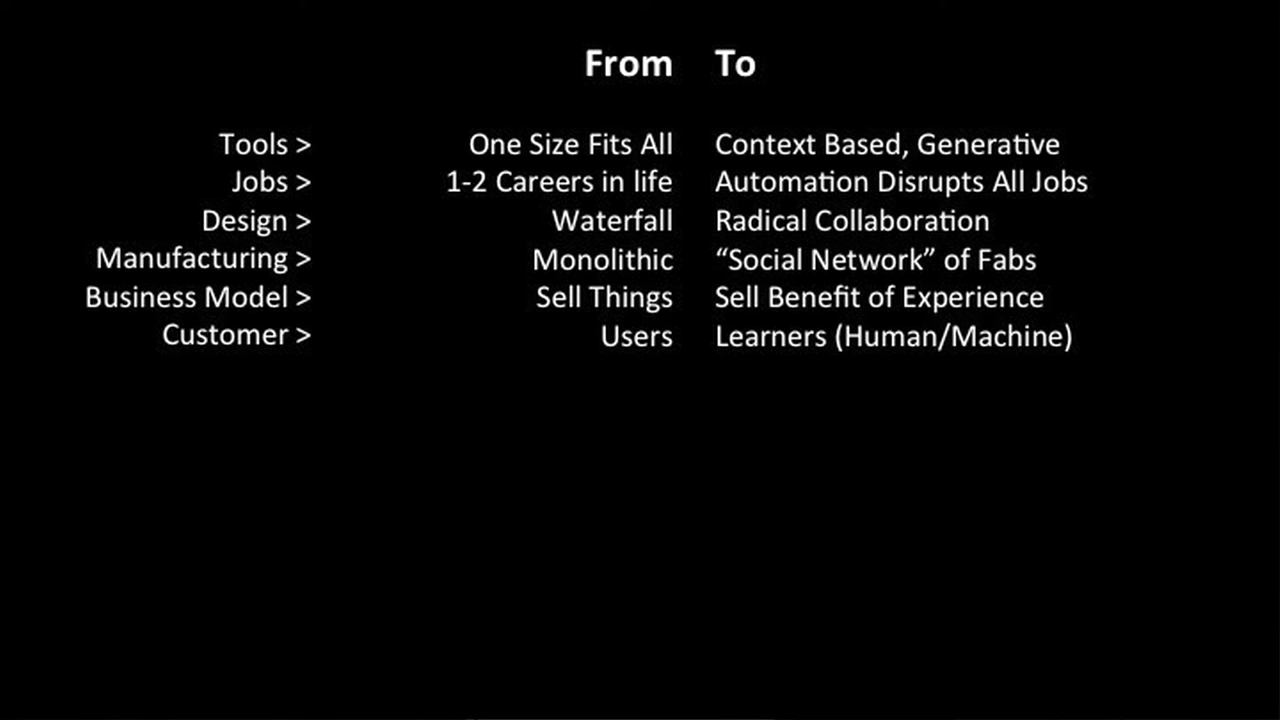 From To
Tools > One Size Fits All Context Based, Generative
Jobs > 1-2 Careers in life Automation Disrupts All Jobs
Design > Waterfall Radical Collaboration
Manufacturing > Monolithic “Social Network” of Fabs
Business Model > Sell Things Sell Benefit of Experience
Customer > Users Learners (Human/Machine)